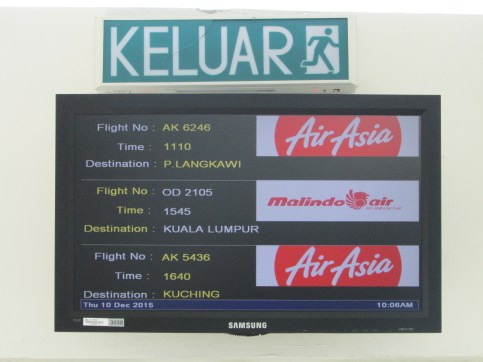 KELUAR
Flight No : AK 6246
Time : 1110
Destination : P.LANGKAWI
AirAsia
Flight No : OD 2105
Time : 1545
Destination : KUALA LUMPUR
Malindo air
Flight No : AK 5436
Time : 1640
Destination : KUCHING
AirAsia
Thu 10 Dec 2015 10:06AM
SAMSUNG